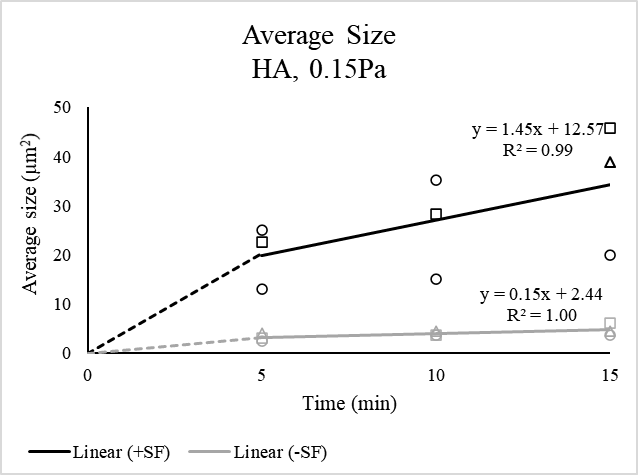 Average Size
HA, 0.15Pa
50
40
30
20
10
0
Average size (µm²)
y = 1.45x + 12.57
R² = 0.99
y = 0.15x + 2.44
R² = 1.00
0 5 10 15
Time (min)
Linear (+SF) Linear (-SF)